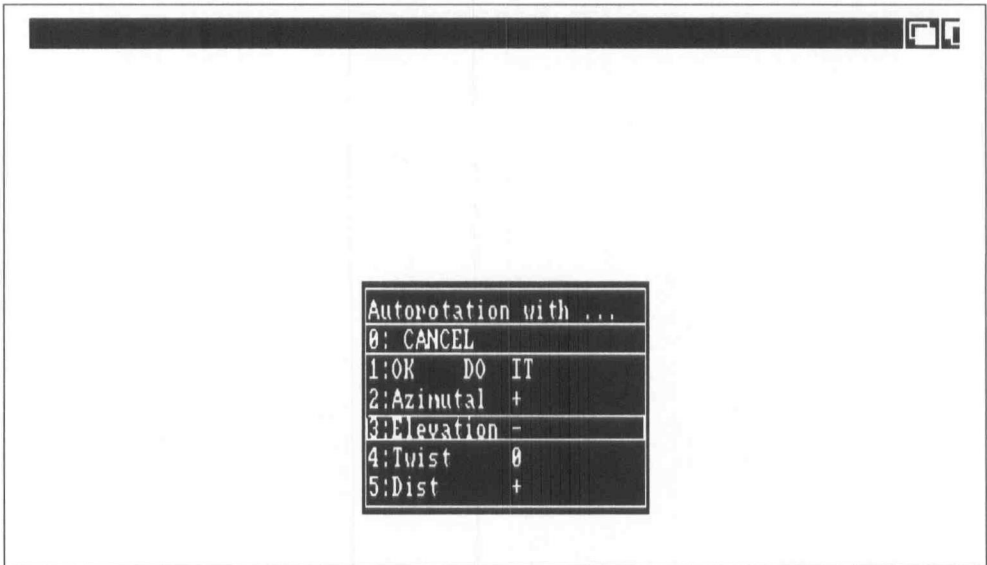 Autorotation with ...
0: CANCEL
1:OK DO IT
2:Azimutal +
3:Elevation -
4:Twist 0
5:Dist +